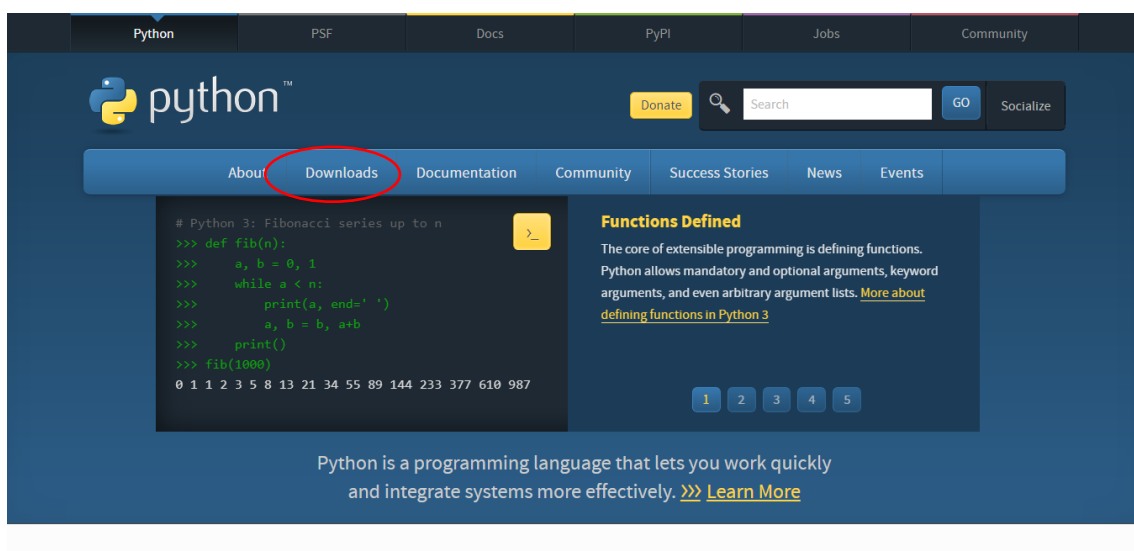 Python PSF Docs PyPI Jobs Community
python™
Donate Search GO Socialize
About Downloads Documentation Community Success Stories News Events
# Python 3: Fibonacci series up to n
>>> def fib(n):
>>>     a, b = 0, 1
>>>     while a < n:
>>>         print(a, end=' ')
>>>         a, b = b, a+b
>>>     print()
>>> fib(1000)
0 1 1 2 3 5 8 13 21 34 55 89 144 233 377 610 987
>_
Functions Defined
The core of extensible programming is defining functions.
Python allows mandatory and optional arguments, keyword
arguments, and even arbitrary argument lists. More about
defining functions in Python 3
1 2 3 4 5
Python is a programming language that lets you work quickly
and integrate systems more effectively. >>> Learn More